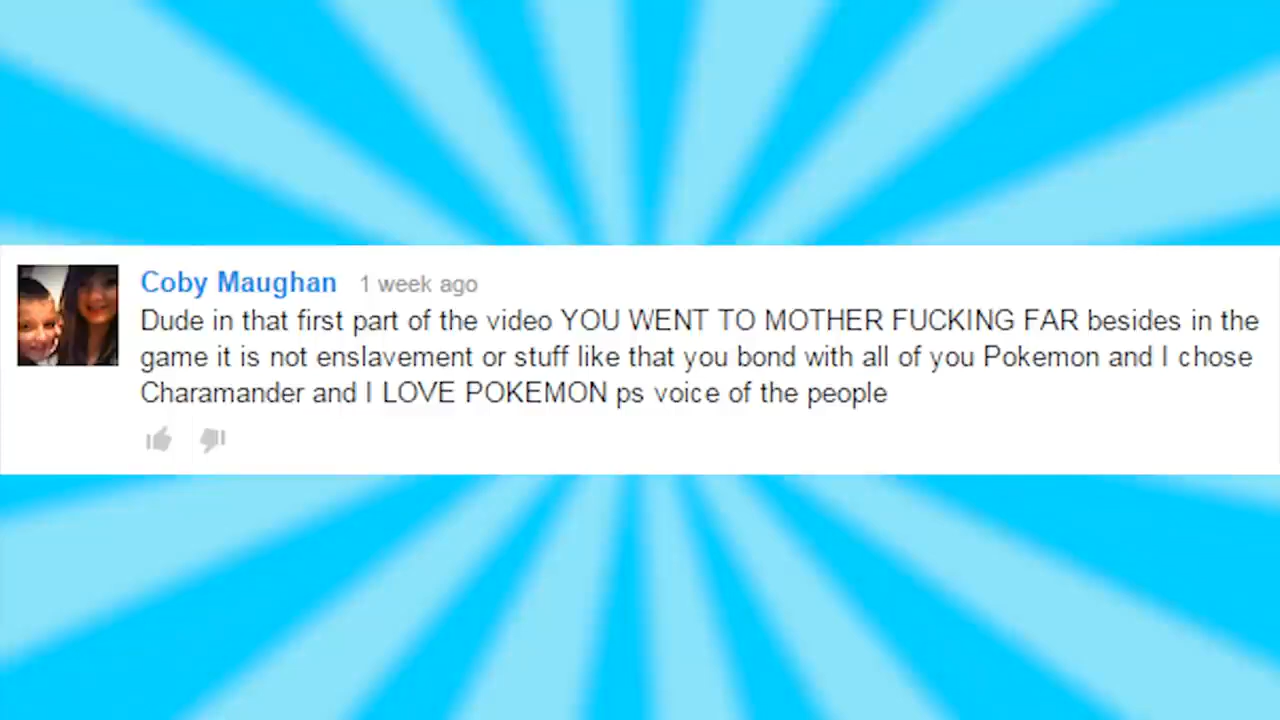 Coby Maughan 1 week ago
Dude in that first part of the video YOU WENT TO MOTHER FUCKING FAR besides in the
game it is not enslavement or stuff like that you bond with all of you Pokemon and I chose
Charamander and I LOVE POKEMON ps voice of the people